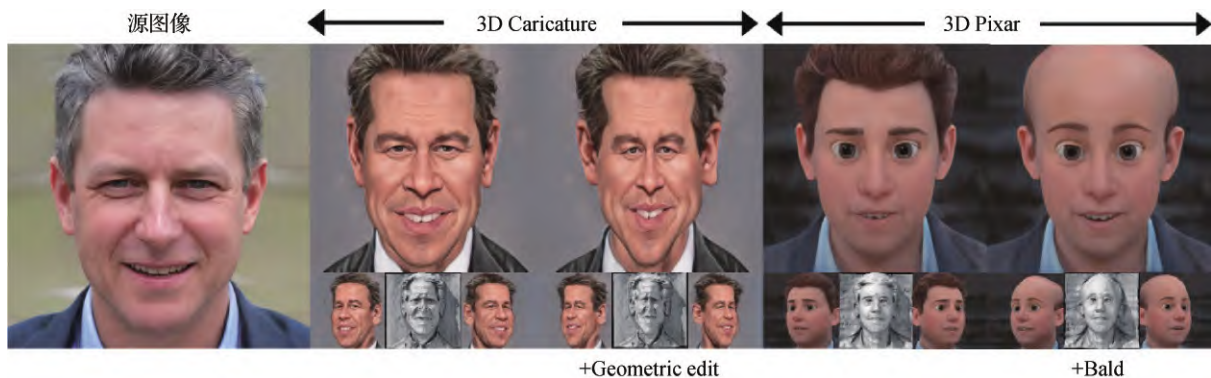 源图像
3D Caricature
3D Pixar
+Geometric edit
+Bald